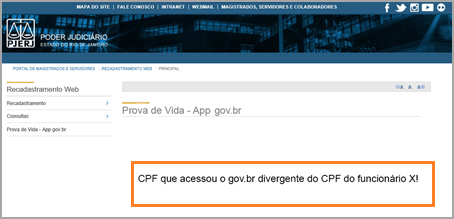 MAPA DO SITE | FALE CONOSCO | INTRANET | WEBMAIL | MAGISTRADOS, SERVIDORES E COLABORADORES
PJERJ
PODER JUDICIÁRIO
ESTADO DO RIO DE JANEIRO
PORTAL DE MAGISTRADOS E SERVIDORES RECADASTRAMENTO WEB PRINCIPAL
Recadastramento Web
Recadastramento
Consultas
Prova de Vida - App gov.br
A A A
Prova de Vida - App gov.br
CPF que acessou o gov.br divergente do CPF do funcionário X!